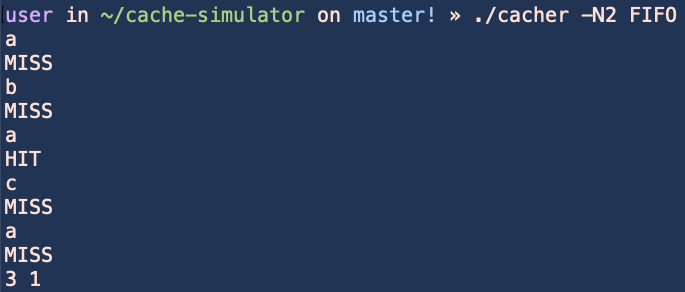 user in ~/cache-simulator on master! » ./cacher –N2 FIFO
a
MISS
b
MISS
a
HIT
c
MISS
a
MISS
3 1